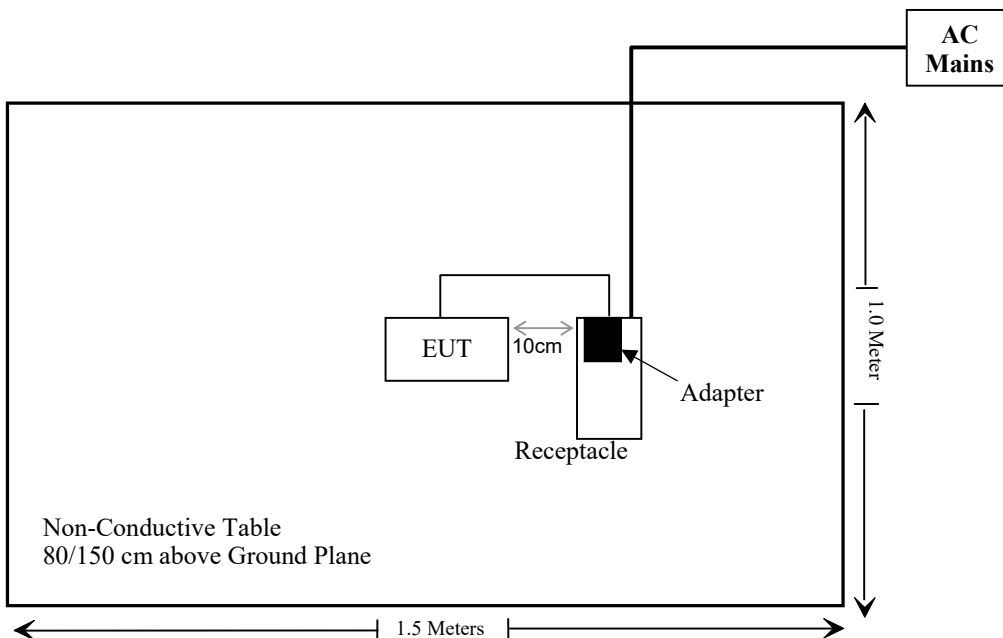 AC
Mains
EUT
10cm
Adapter
Receptacle
1.0 Meter
Non-Conductive Table
80/150 cm above Ground Plane
1.5 Meters